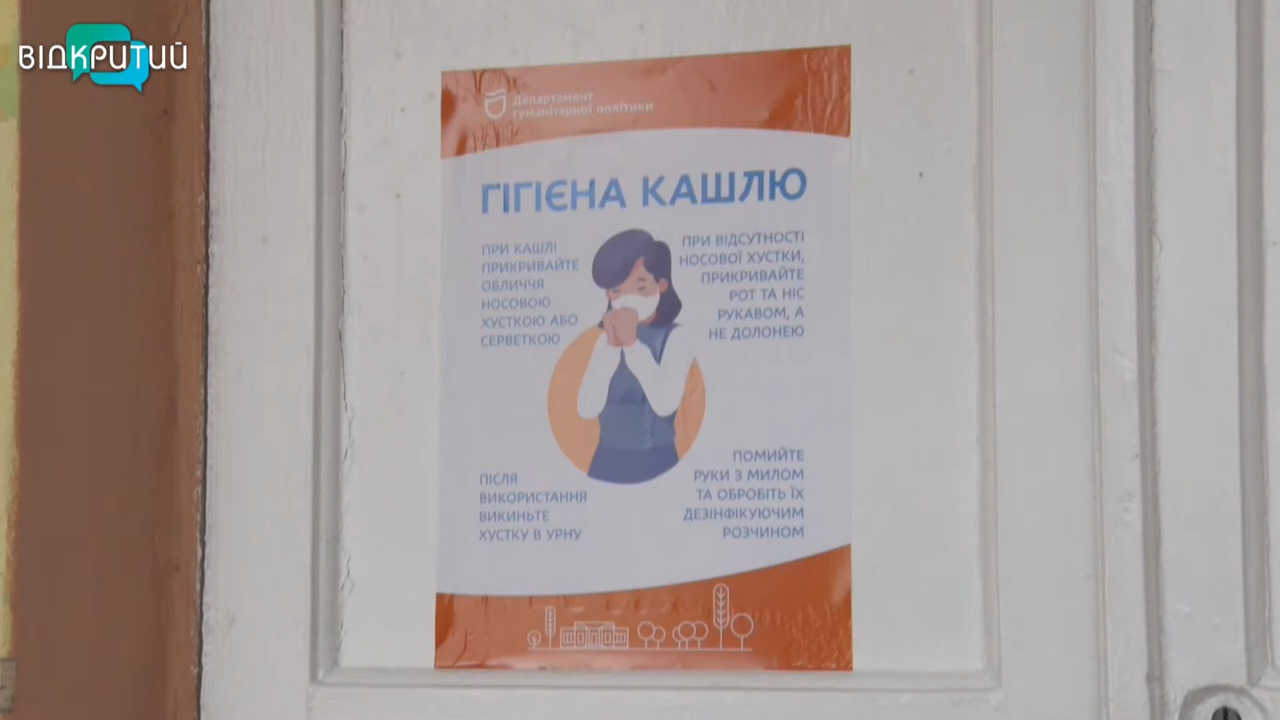 ВІДКРИТИЙ
Департамент
гуманітарної політики
ГІГІЄНА КАШЛЮ
ПРИ КАШЛІ
ПРИКРИВАЙТЕ
ОБЛИЧЧЯ
НОСОВОЮ
ХУСТКОЮ АБО
СЕРВЕТКОЮ
ПРИ ВІДСУТНОСТІ
НОСОВОЇ ХУСТКИ,
ПРИКРИВАЙТЕ
РОТ ТА НІС
РУКАВОМ, А
НЕ ДОЛОНЕЮ
ПІСЛЯ
ВИКОРИСТАННЯ
ВИКИНЬТЕ
ХУСТКУ В УРНУ
ПОМИЙТЕ
РУКИ З МИЛОМ
ТА ОБРОБІТЬ ЇХ
ДЕЗІНФІКУЮЧИМ
РОЗЧИНОМ